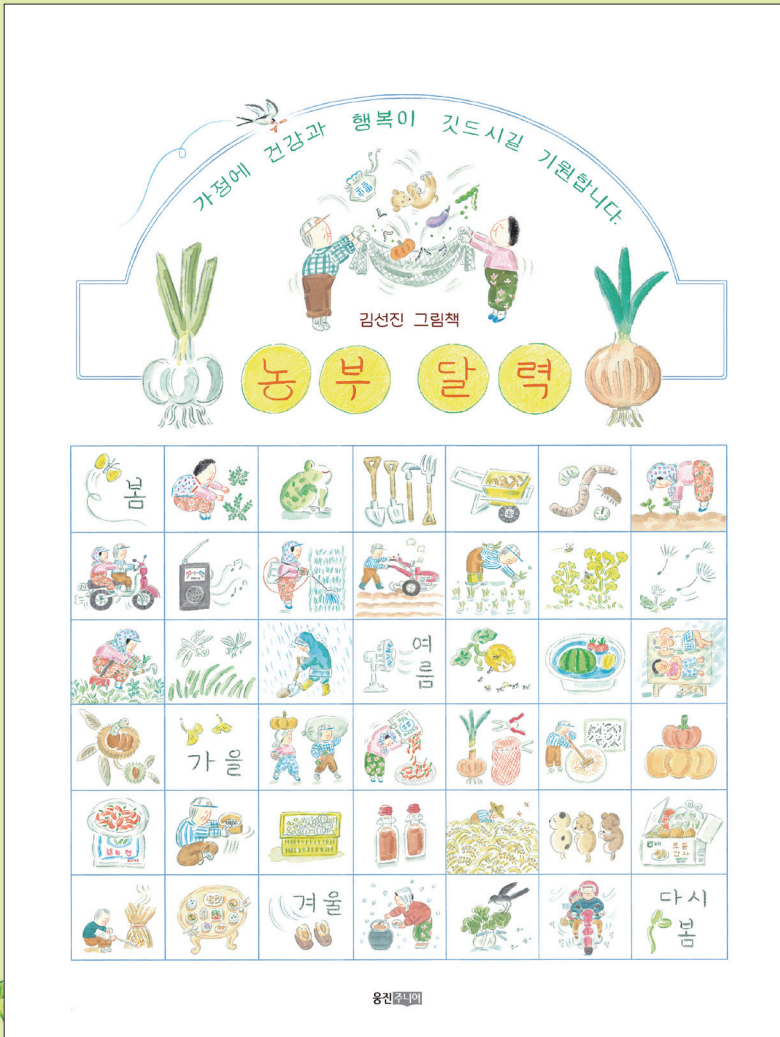 가정에 건강과 행복이 깃드시길 기원합니다.
김선진 그림책
농부 달력
봄
여름
가을
겨울
다시
봄
웅진주니어